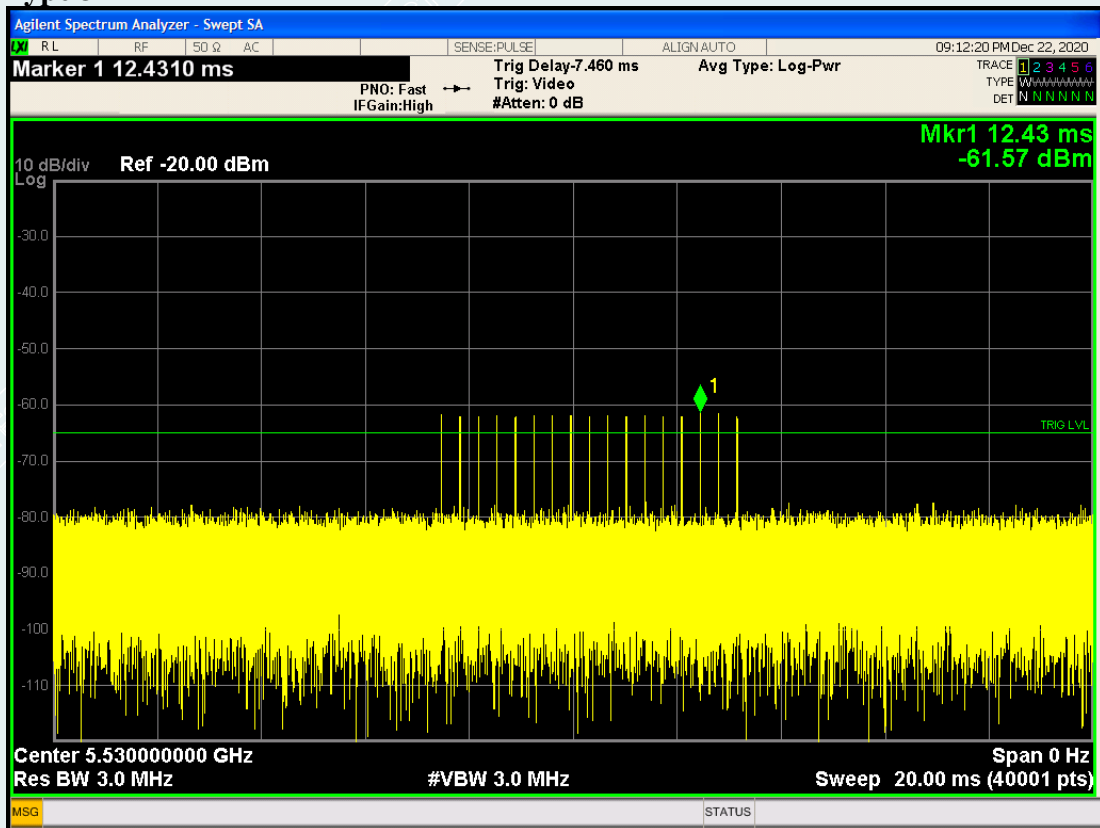 Agilent Spectrum Analyzer - Swept SA
LXI RL RF 50 Ω AC SENSE:PULSE ALIGN AUTO 09:12:20 PM Dec 22, 2020
Marker 1 12.4310 ms
PNO: Fast
IFGain:High
Trig Delay-7.460 ms
Trig: Video
#Atten: 0 dB
Avg Type: Log-Pwr
TRACE 1 2 3 4 5 6
TYPE WWWWWW
DET N N N N N N
Mkr1 12.43 ms
-61.57 dBm
10 dB/div Ref -20.00 dBm
Log
-30.0
-40.0
-50.0
1
-60.0
TRIG LVL
-70.0
-80.0
-90.0
-100
-110
Center 5.530000000 GHz Span 0 Hz
Res BW 3.0 MHz #VBW 3.0 MHz Sweep 20.00 ms (40001 pts)
MSG STATUS